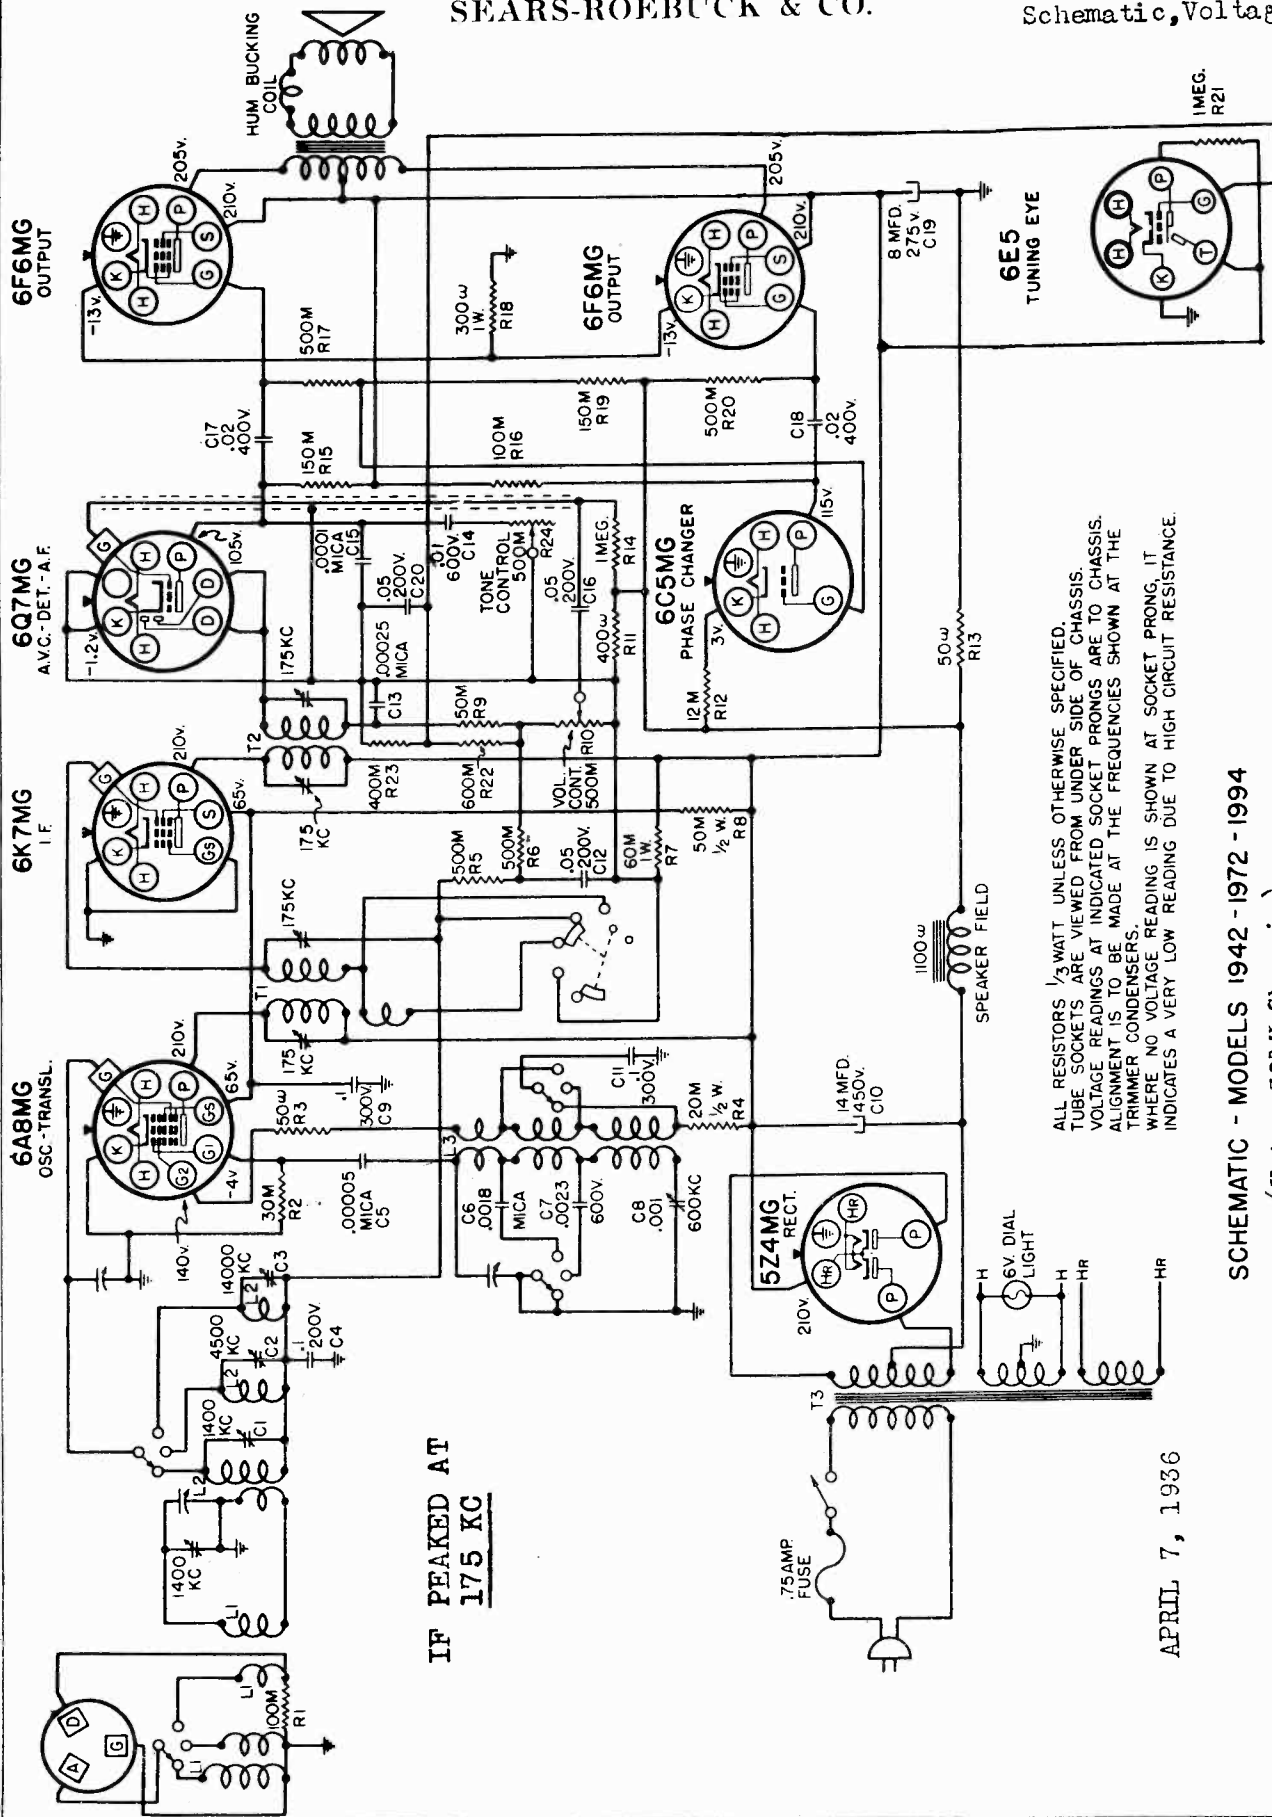 SEARS-ROEBUCK & CO.
Schematic,Voltag
6A8MG
OSC.-TRANSL.
6K7MG
I.F.
6Q7MG
A.V.C.-DET.-A.F.
6F6MG
OUTPUT
HUM BUCKING
COIL
205v.
210v.
-13v.
105v.
-1.2v.
210v.
65v.
210v.
65v.
-4v
140v.
C17
.02
400V.
500M
R17
150M
R15
300ω
1W.
R18
6F6MG
OUTPUT
-13v.
205v.
210v.
100M
R16
150M
R19
500M
R20
C18
.02
400V.
8 MFD.
275v.
C19
6E5
TUNING EYE
1MEG.
R21
.0001
MICA
C15
.05
200V.
C20
.01
600V.
C14
TONE
CONTROL
500M
R24
.05
200V.
C16
1MEG.
R14
400ω
R11
6C5MG
PHASE CHANGER
3v.
115v.
12M
R12
50ω
R13
175KC
T2
.00025
MICA
C13
50M
R9
VOL.
CONT.
500M
R10
175
KC
400M
R23
600M
R22
500M
R5
500M
R6
.05
200V.
C12
60M
1W.
R7
50M
½ W.
R8
175KC
T1
175
KC
50ω
R3
.1
300V.
C9
30M
R2
.00005
MICA
C5
L3
C6
.0018
MICA
C7
.0023
600V.
C8
.001
600KC
C11
.1
300V.
20M
½ W.
R4
14MFD.
450v.
C10
1100ω
SPEAKER FIELD
14000
KC
L2
C3
4500
KC
L2
C2
.1
200V.
C4
1400
KC
L2
C1
1400
KC
L1
L1
L1
100M
R1
A
D
G
IF PEAKED AT
175 KC
5Z4MG
RECT.
210v.
T3
.75AMP.
FUSE
H
6V. DIAL
LIGHT
H
HR
HR
ALL RESISTORS ⅓ WATT UNLESS OTHERWISE SPECIFIED.
TUBE SOCKETS ARE VIEWED FROM UNDER SIDE OF CHASSIS.
VOLTAGE READINGS AT INDICATED SOCKET PRONGS ARE TO CHASSIS.
ALIGNMENT IS TO BE MADE AT THE FREQUENCIES SHOWN AT THE
TRIMMER CONDENSERS.
WHERE NO VOLTAGE READING IS SHOWN AT SOCKET PRONG, IT
INDICATES A VERY LOW READING DUE TO HIGH CIRCUIT RESISTANCE.
APRIL 7, 1936
SCHEMATIC - MODELS 1942 -1972 -1994